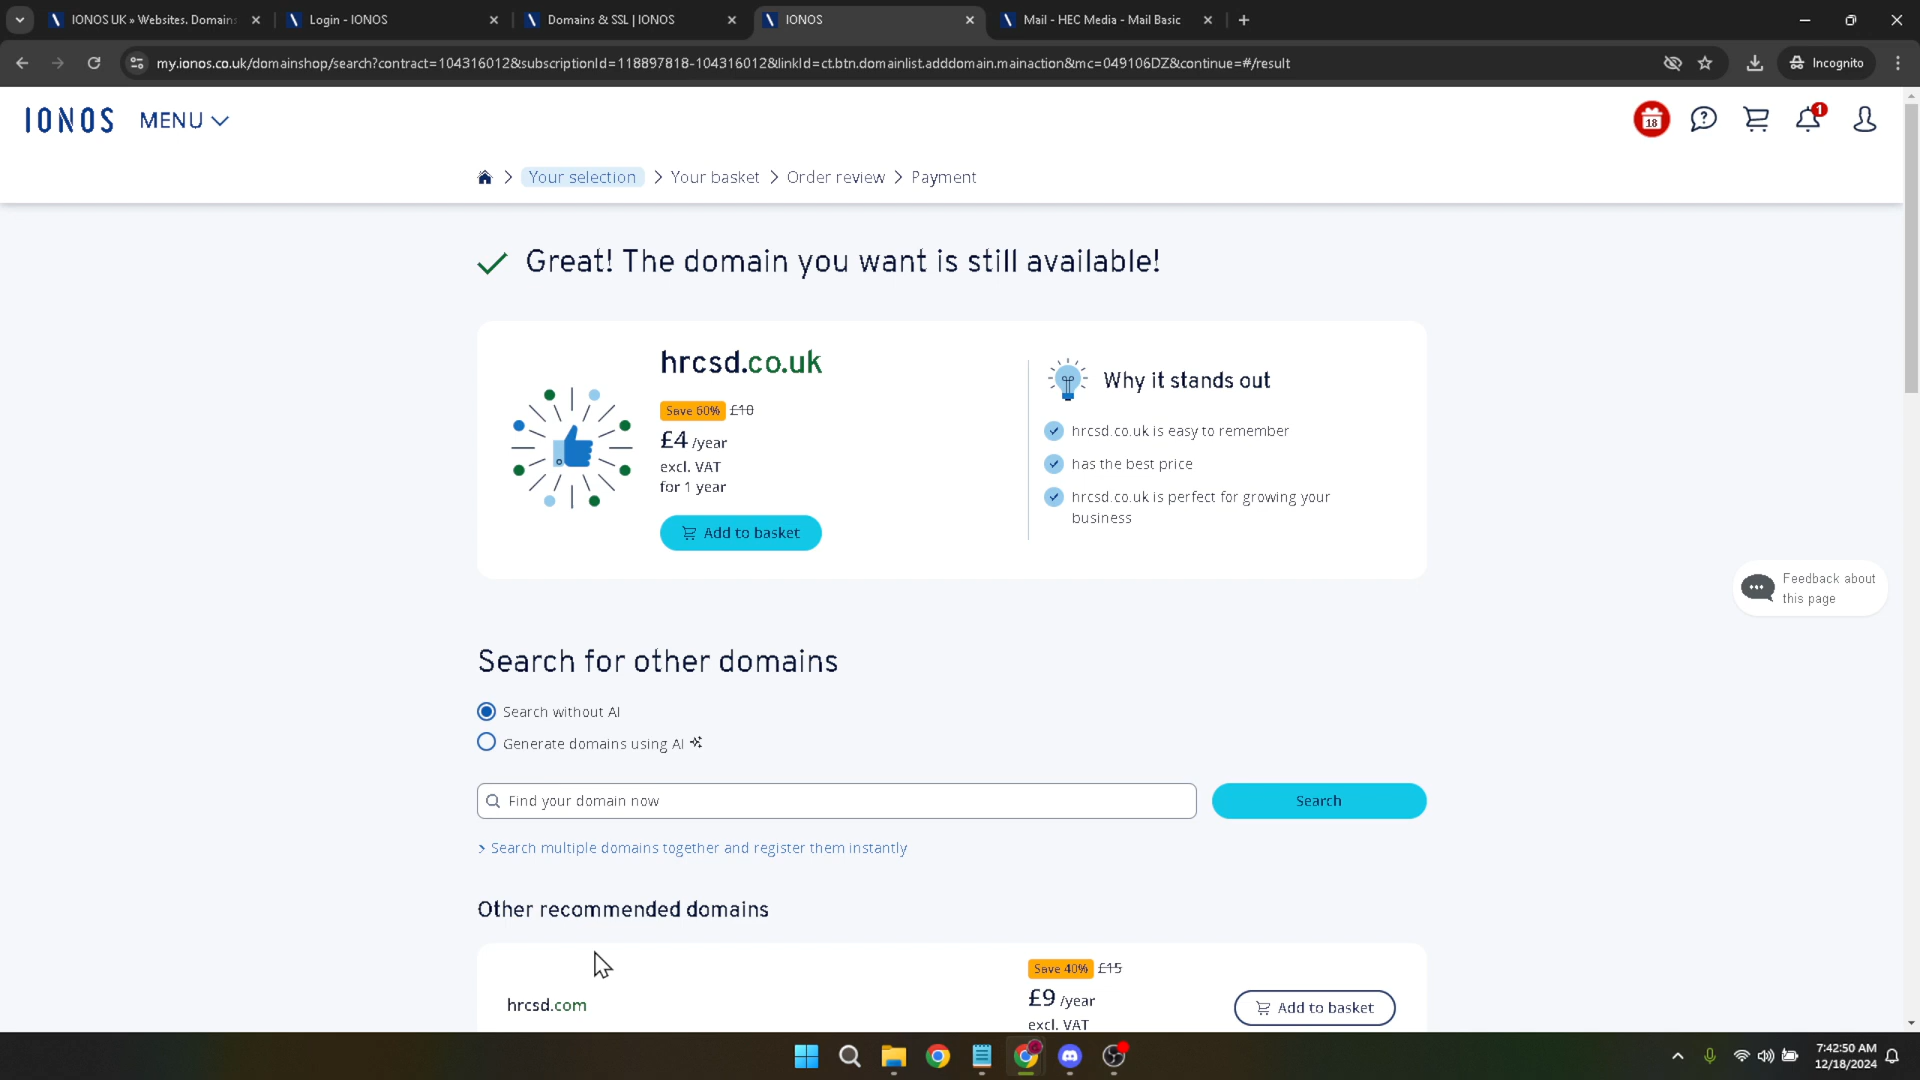 IONOS UK » Websites. Domains
Login - IONOS
Domains & SSL | IONOS
IONOS
Mail - HEC Media - Mail Basic
my.ionos.co.uk/domainshop/search?contract=104316012&subscriptionId=118897818-104316012&linkId=ct.btn.domainlist.adddomain.mainaction&mc=049106DZ&continue=#/result
Incognito
IONOS
MENU
18
1
Your selection
Your basket
Order review
Payment
Great! The domain you want is still available!
hrcsd.co.uk
Save 60% £10
£4 /year
excl. VAT
for 1 year
Add to basket
Why it stands out
hrcsd.co.uk is easy to remember
has the best price
hrcsd.co.uk is perfect for growing your
business
Feedback about
this page
Search for other domains
Search without AI
Generate domains using AI
Find your domain now
Search
Search multiple domains together and register them instantly
Other recommended domains
hrcsd.com
Save 40% £15
£9 /year
excl. VAT
Add to basket
7:42:50 AM
12/18/2024